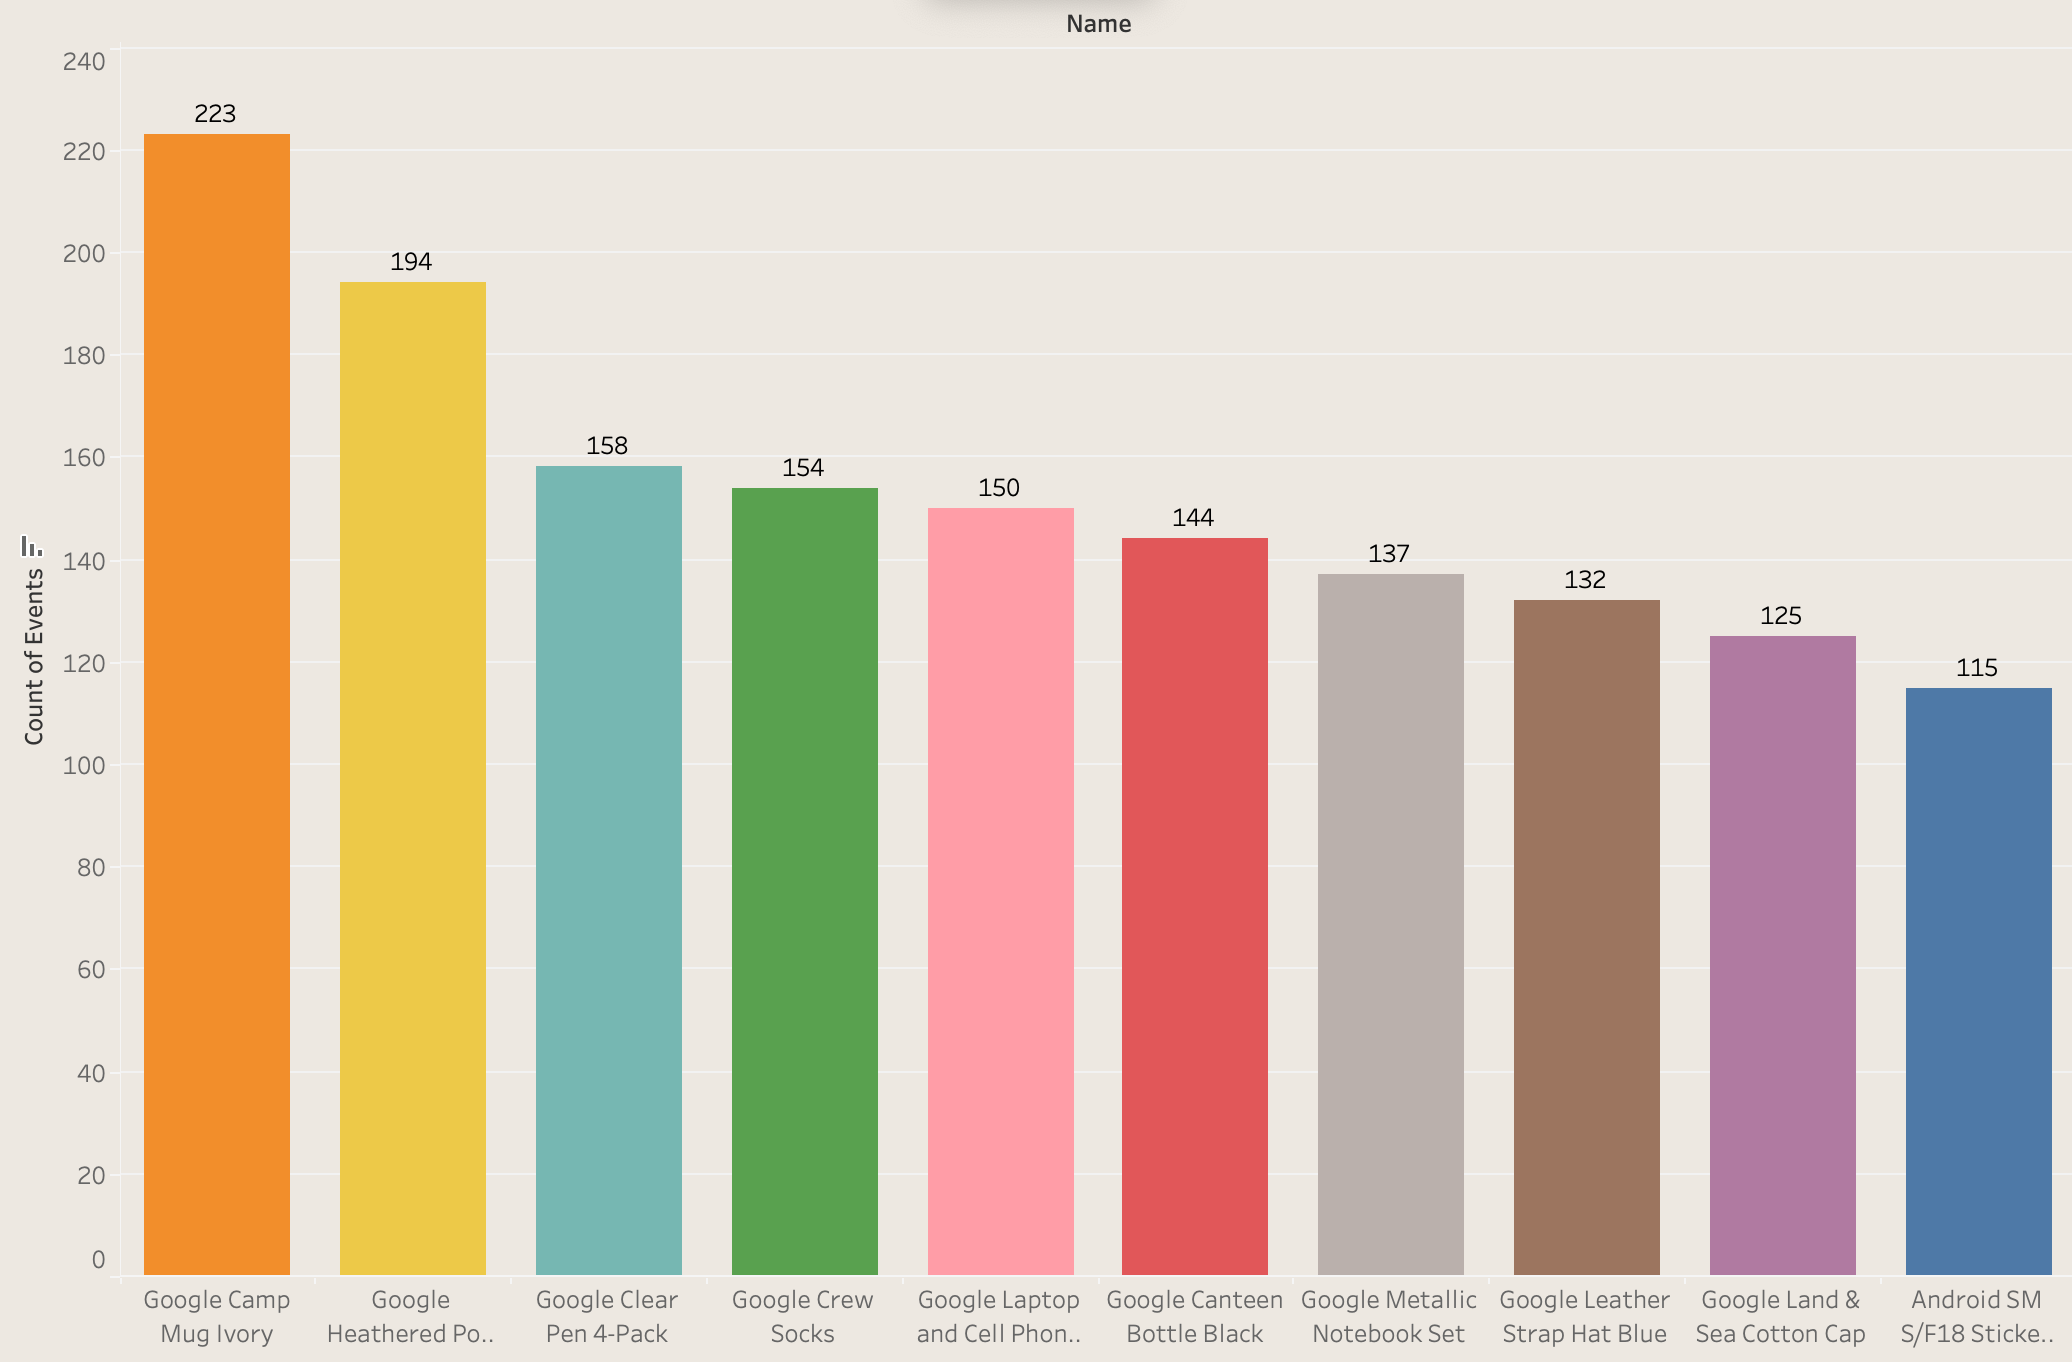 Name
240
220
200
180
160
140
120
100
80
60
40
20
0
Count of Events
223
194
158
154
150
144
137
132
125
115
Google Camp
Mug Ivory
Google
Heathered Po..
Google Clear
Pen 4-Pack
Google Crew
Socks
Google Laptop
and Cell Phon..
Google Canteen
Bottle Black
Google Metallic
Notebook Set
Google Leather
Strap Hat Blue
Google Land &
Sea Cotton Cap
Android SM
S/F18 Sticke..